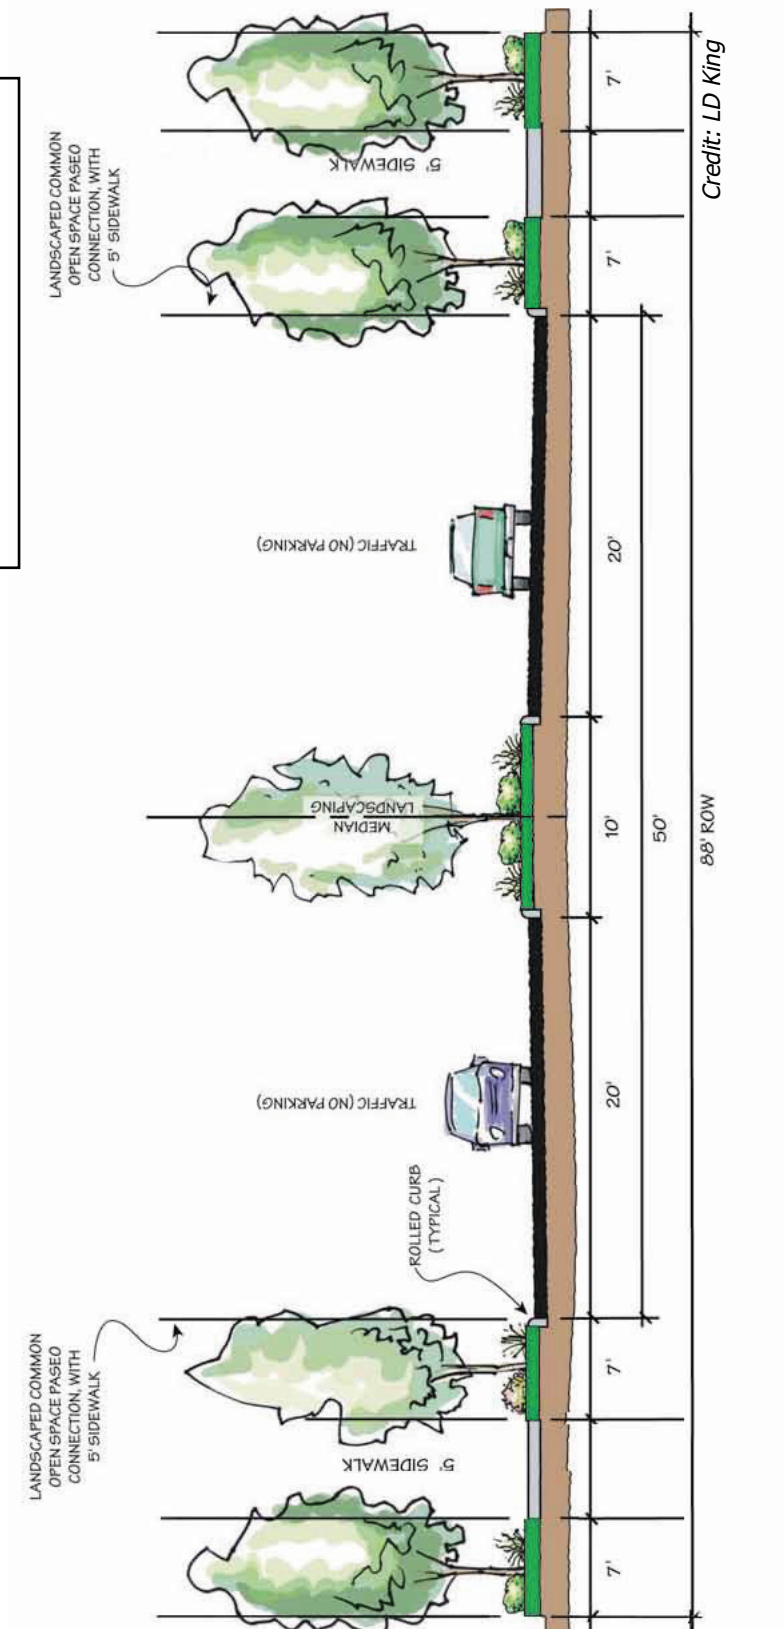 LANDSCAPED COMMON
OPEN SPACE PASEO
CONNECTION, WITH
5' SIDEWALK
LANDSCAPED COMMON
OPEN SPACE PASEO
CONNECTION, WITH
5' SIDEWALK
ROLLED CURB
(TYPICAL)
5' SIDEWALK
TRAFFIC (NO PARKING)
MEDIAN
LANDSCAPING
TRAFFIC (NO PARKING)
5' SIDEWALK
7'
7'
20'
10'
20'
7'
7'
50'
88' ROW
Credit: LD King